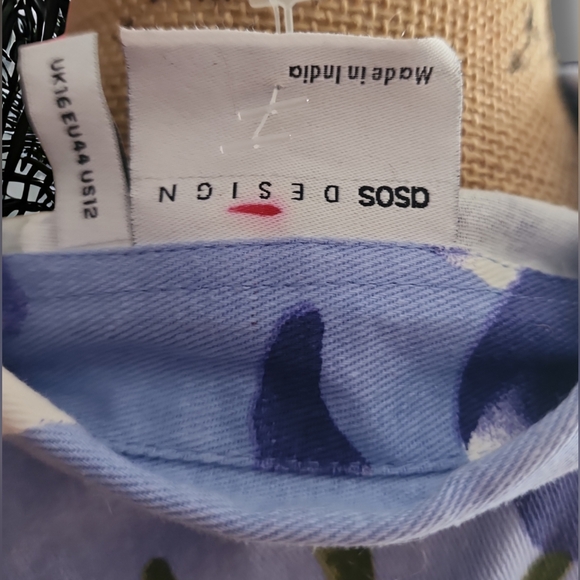 asos DESIGN
Made in India
UK16 EU44 US12